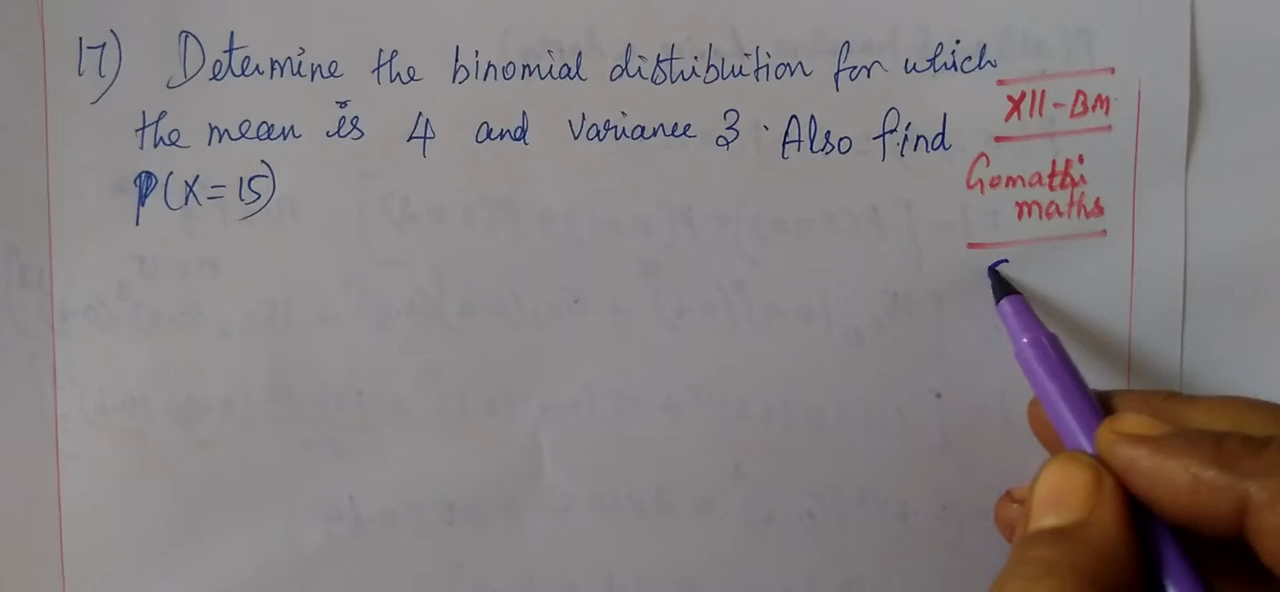 17) Determine the binomial distribuition for which
the mean is 4 and variance 3. Also find
P(X=15)
XII-BM
Gomathi
maths